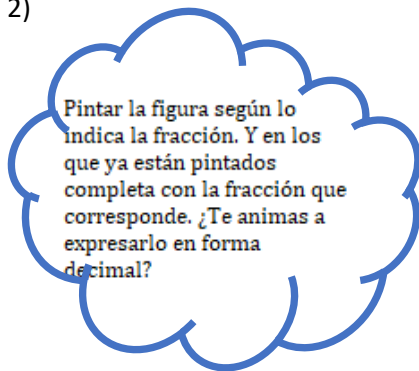 2)
Pintar la figura según lo
indica la fracción. Y en los
que ya están pintados
completa con la fracción que
corresponde. ¿Te animas a
expresarlo en forma
decimal?